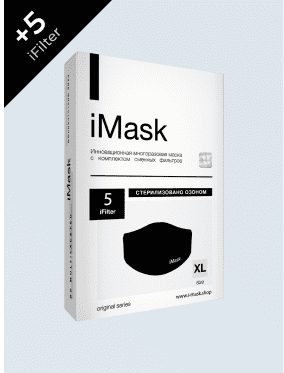 +5
iFilter
iMask
Инновационная многоразовая маска
с комплектом сменных фильтров
СТЕРИЛИЗОВАНО ОЗОНОМ
5
iFilter
iMask
XL
original series
www.i-mask.shop
iMask